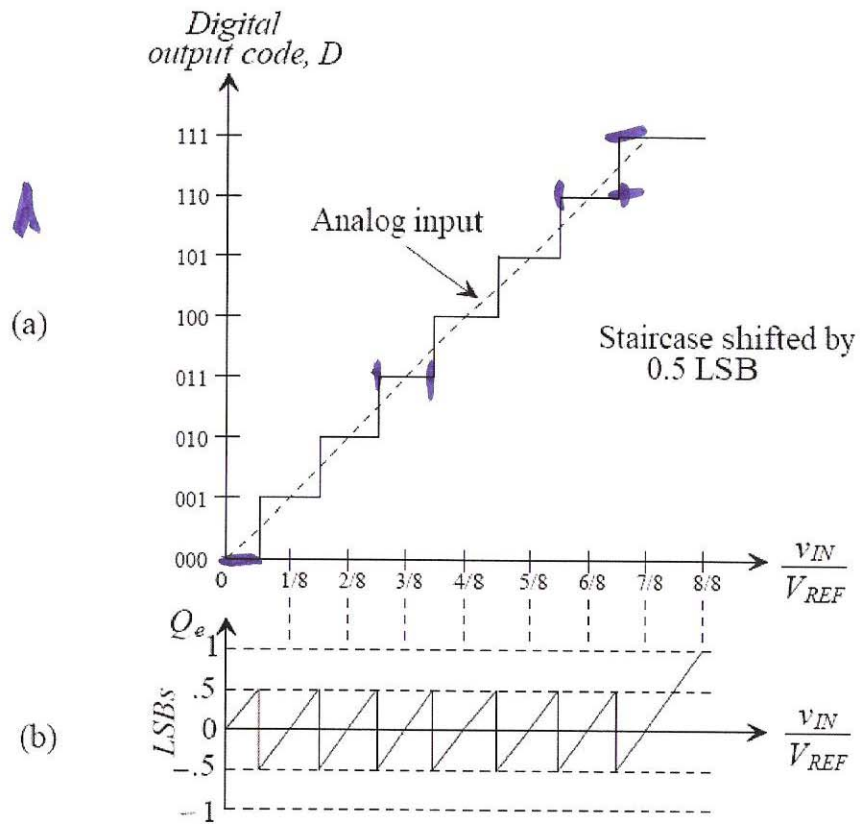 Digital
output code, D
111
110
101
100
011
010
001
000
Analog input
(a)
Staircase shifted by
0.5 LSB
0 1/8 2/8 3/8 4/8 5/8 6/8 7/8 8/8
v_IN
V_REF
Q_e
LSBs
1
.5
0
-.5
-1
(b)
v_IN
V_REF